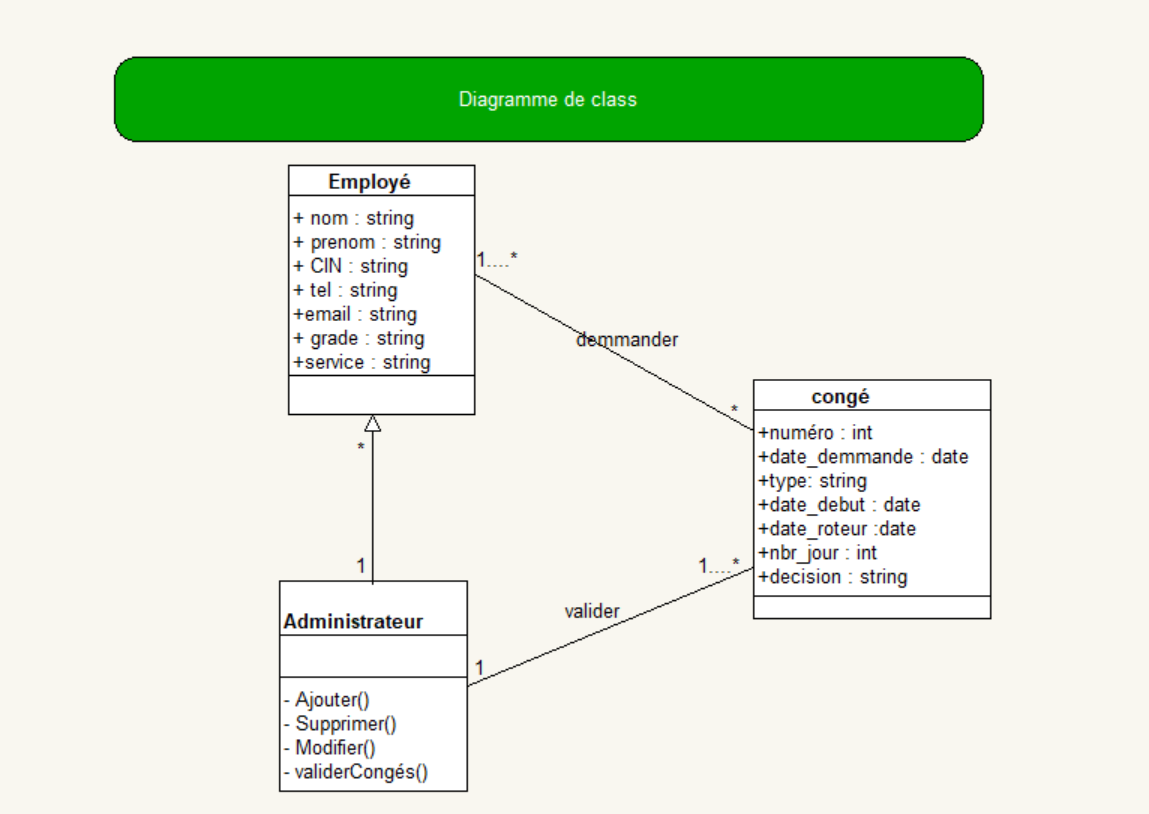 Diagramme de class
Employé
+ nom : string
+ prenom : string
+ CIN : string
+ tel : string
+email : string
+ grade : string
+service : string
1....*
demmander
*
congé
+numéro : int
+date_demmande : date
+type: string
+date_debut : date
+date_roteur :date
+nbr_jour : int
+decision : string
*
1
1....*
valider
1
Administrateur
- Ajouter()
- Supprimer()
- Modifier()
- validerCongés()